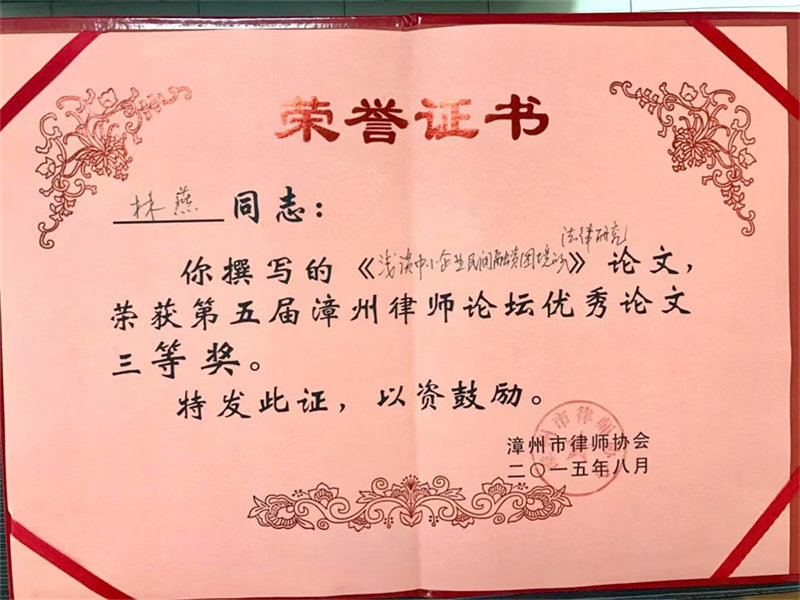 荣誉证书
林燕 同志：
你撰写的《浅谈中小企业民间融资困境的法律研究》论文，
荣获第五届漳州律师论坛优秀论文
三等奖。
特发此证，以资鼓励。
漳州市律师协会
二〇一五年八月